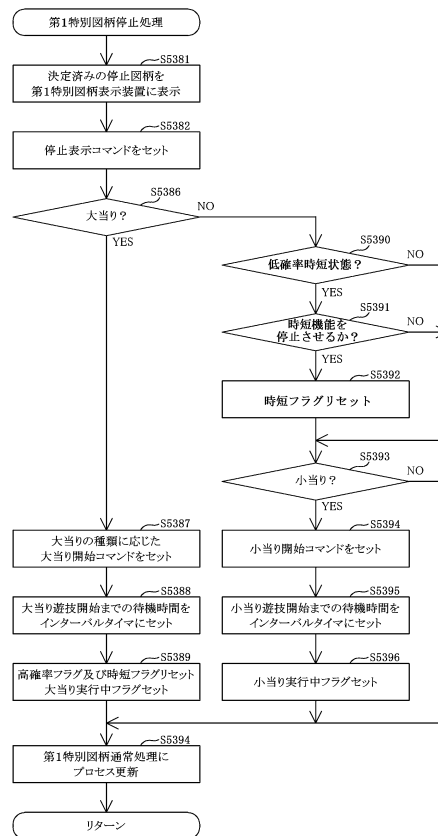 第1特別図柄停止処理
S5381
決定済みの停止図柄を
第1特別図柄表示装置に表示
S5382
停止表示コマンドをセット
S5386
大当り？
NO
YES
S5390
低確率時短状態？
NO
YES
S5391
時短機能を
停止させるか？
NO
YES
S5392
時短フラグリセット
S5393
小当り？
NO
YES
S5387
大当りの種類に応じた
大当り開始コマンドをセット
S5394
小当り開始コマンドをセット
S5388
大当り遊技開始までの待機時間を
インターバルタイマにセット
S5395
小当り遊技開始までの待機時間を
インターバルタイマにセット
S5389
高確率フラグ及び時短フラグリセット
大当り実行中フラグセット
S5396
小当り実行中フラグセット
S5394
第1特別図柄通常処理に
プロセス更新
リターン